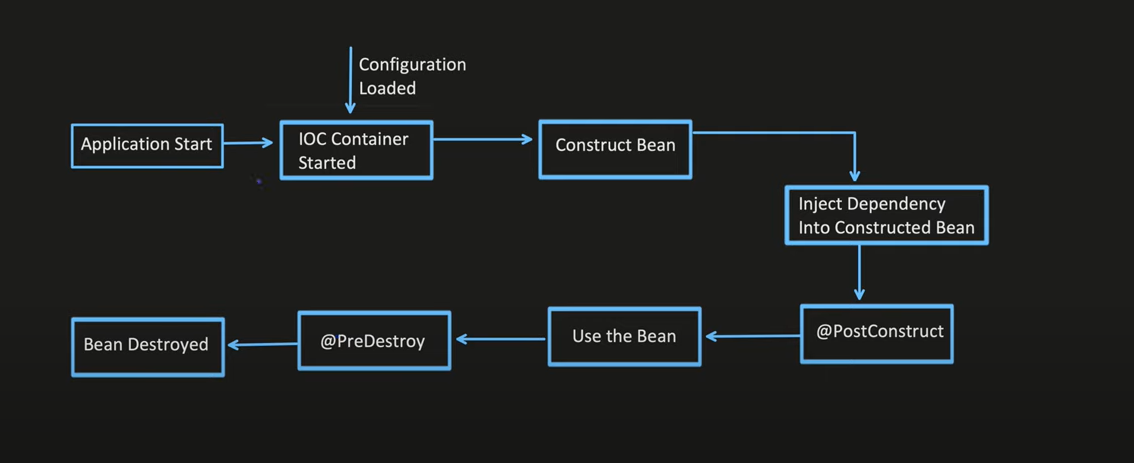 Configuration
Loaded
Application Start
IOC Container
Started
Construct Bean
Inject Dependency
Into Constructed Bean
@PostConstruct
Use the Bean
@PreDestroy
Bean Destroyed